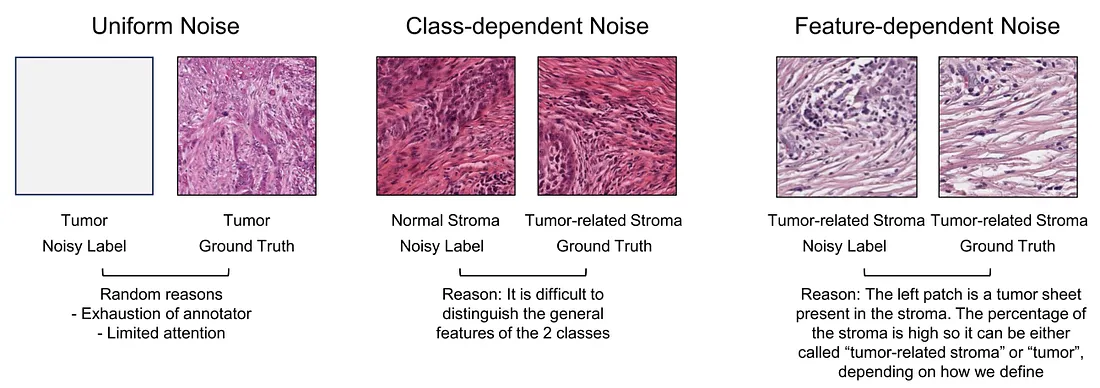 Uniform Noise
Class-dependent Noise
Feature-dependent Noise
Tumor
Noisy Label
Tumor
Ground Truth
Random reasons
- Exhaustion of annotator
- Limited attention
Normal Stroma
Noisy Label
Tumor-related Stroma
Ground Truth
Reason: It is difficult to
distinguish the general
features of the 2 classes
Tumor-related Stroma
Noisy Label
Tumor-related Stroma
Ground Truth
Reason: The left patch is a tumor sheet
present in the stroma. The percentage of
the stroma is high so it can be either
called “tumor-related stroma” or “tumor”,
depending on how we define